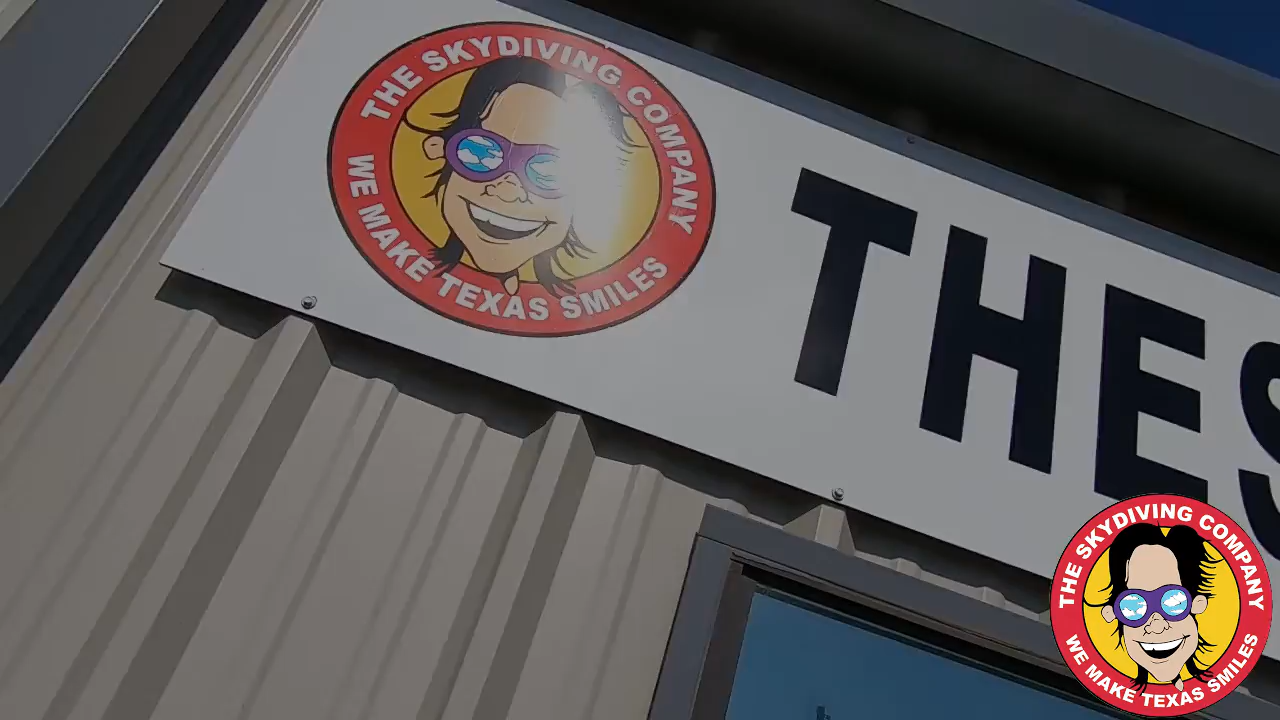 THE SKYDIVING COMPANY
WE MAKE TEXAS SMILES
THES
THE SKYDIVING COMPANY
WE MAKE TEXAS SMILES